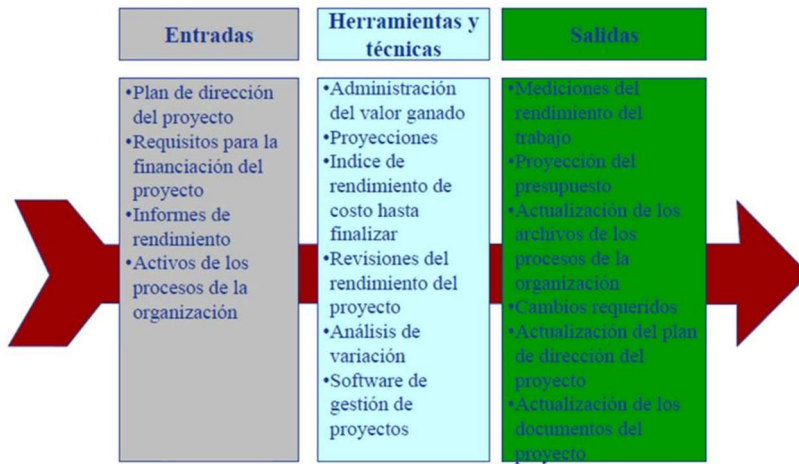 Entradas
•Plan de dirección
del proyecto
•Requisitos para la
financiación del
proyecto
•Informes de
rendimiento
•Activos de los
procesos de la
organización
Herramientas y
técnicas
•Administración
del valor ganado
•Proyecciones
•Indice de
rendimiento de
costo hasta
finalizar
•Revisiones del
rendimiento del
proyecto
•Análisis de
variación
•Software de
gestión de
proyectos
Salidas
•Mediciones del
rendimiento del
trabajo
•Proyección del
presupuesto
•Actualización de los
archivos de los
procesos de la
organización
•Cambios requeridos
•Actualización del plan
de dirección del
proyecto
•Actualización de los
documentos del
proyecto